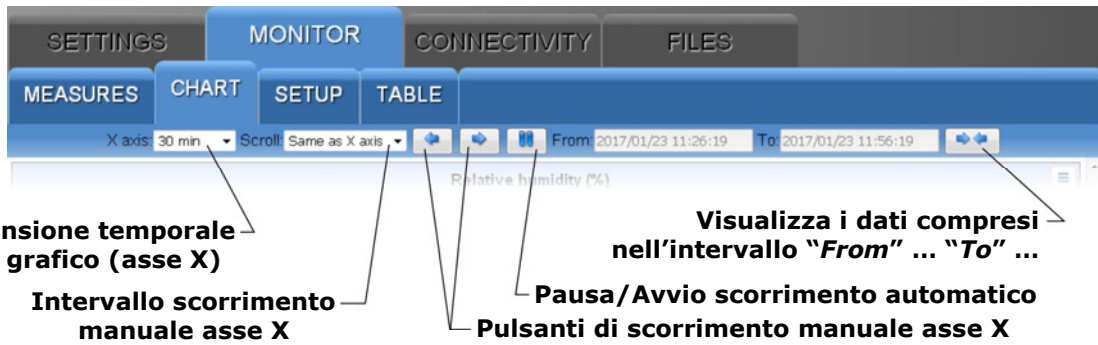 SETTINGS MONITOR CONNECTIVITY FILES
MEASURES CHART SETUP TABLE
X axis: 30 min Scroll: Same as X axis From: 2017/01/23 11:26:19 To: 2017/01/23 11:56:19
Relative humidity (%)
nsione temporale
grafico (asse X)
Visualizza i dati compresi
nell'intervallo “From” ... “To” ...
Intervallo scorrimento
manuale asse X
Pausa/Avvio scorrimento automatico
Pulsanti di scorrimento manuale asse X